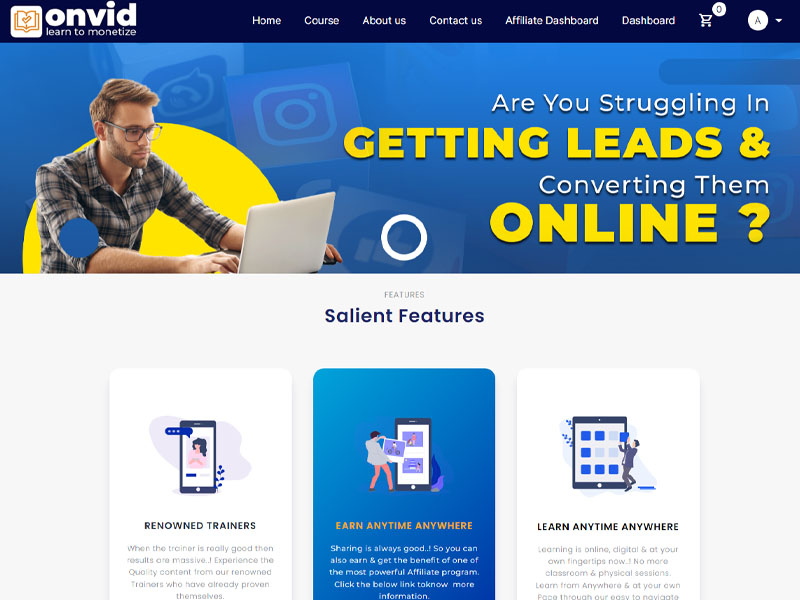 onvid
learn to monetize
Home Course About us Contact us Affiliate Dashboard Dashboard 0 A
Are You Struggling In
GETTING LEADS &
Converting Them
ONLINE ?
FEATURES
Salient Features
RENOWNED TRAINERS
When the trainer is really good then
results are massive..! Experience the
Quality content from our renowned
Trainers who have already proven
themselves.
EARN ANYTIME ANYWHERE
Sharing is always good..! So you can
also earn & get the benefit of one of
the most powerful Affiliate program.
Click the below link toknow more
information.
LEARN ANYTIME ANYWHERE
Learning is online, digital & at your
own fingertips now..! No more
classroom & physical sessions.
Learn from Anywhere & at your own
Pace through our easy to navigate